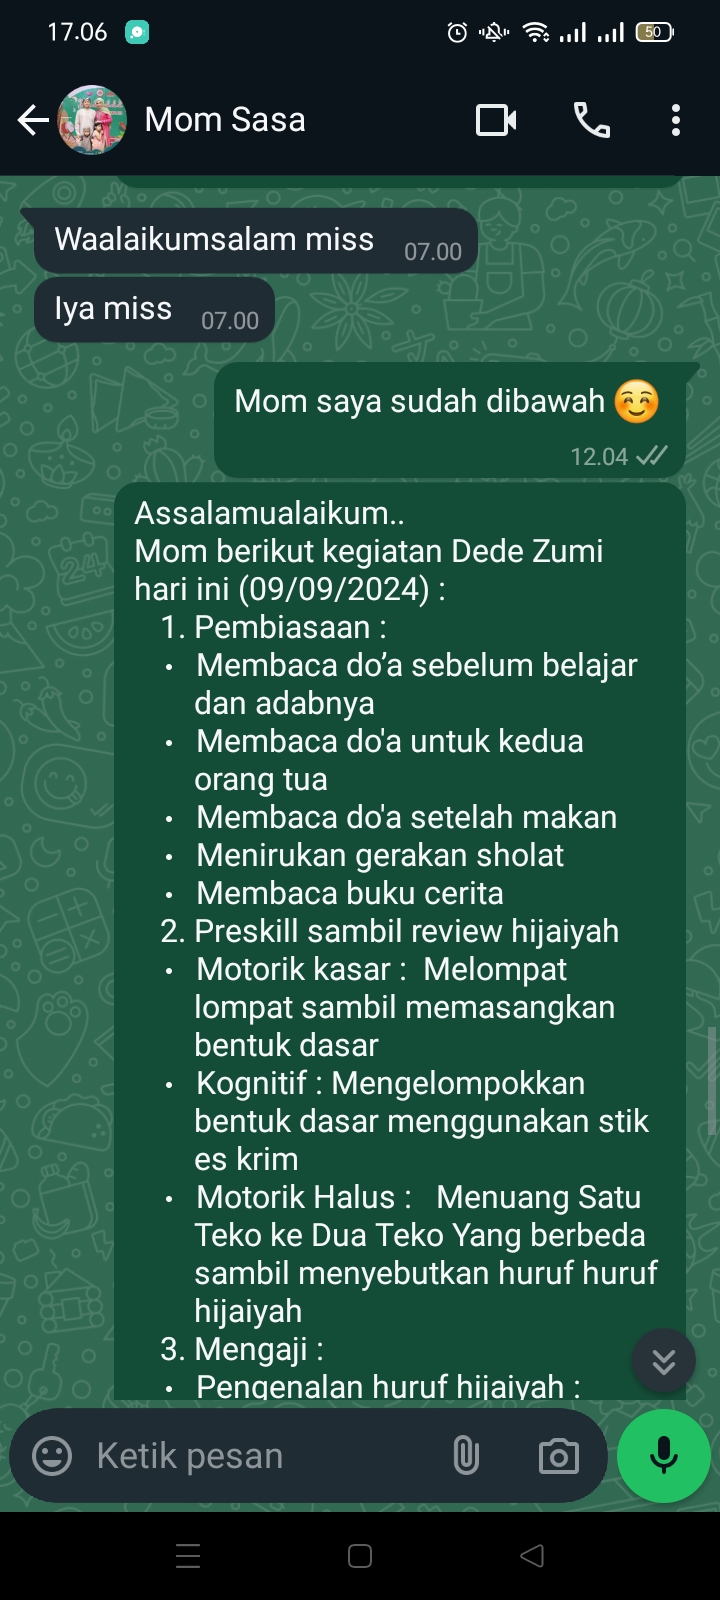 17.06
50
Mom Sasa
Waalaikumsalam miss 07.00
Iya miss 07.00
Mom saya sudah dibawah ☺️
12.04
Assalamualaikum..
Mom berikut kegiatan Dede Zumi
hari ini (09/09/2024) :
1. Pembiasaan :
• Membaca do’a sebelum belajar
dan adabnya
• Membaca do'a untuk kedua
orang tua
• Membaca do'a setelah makan
• Menirukan gerakan sholat
• Membaca buku cerita
2. Preskill sambil review hijaiyah
• Motorik kasar :  Melompat
lompat sambil memasangkan
bentuk dasar
• Kognitif : Mengelompokkan
bentuk dasar menggunakan stik
es krim
• Motorik Halus :   Menuang Satu
Teko ke Dua Teko Yang berbeda
sambil menyebutkan huruf huruf
hijaiyah
3. Mengaji :
• Pengenalan huruf hijaiyah :
Ketik pesan